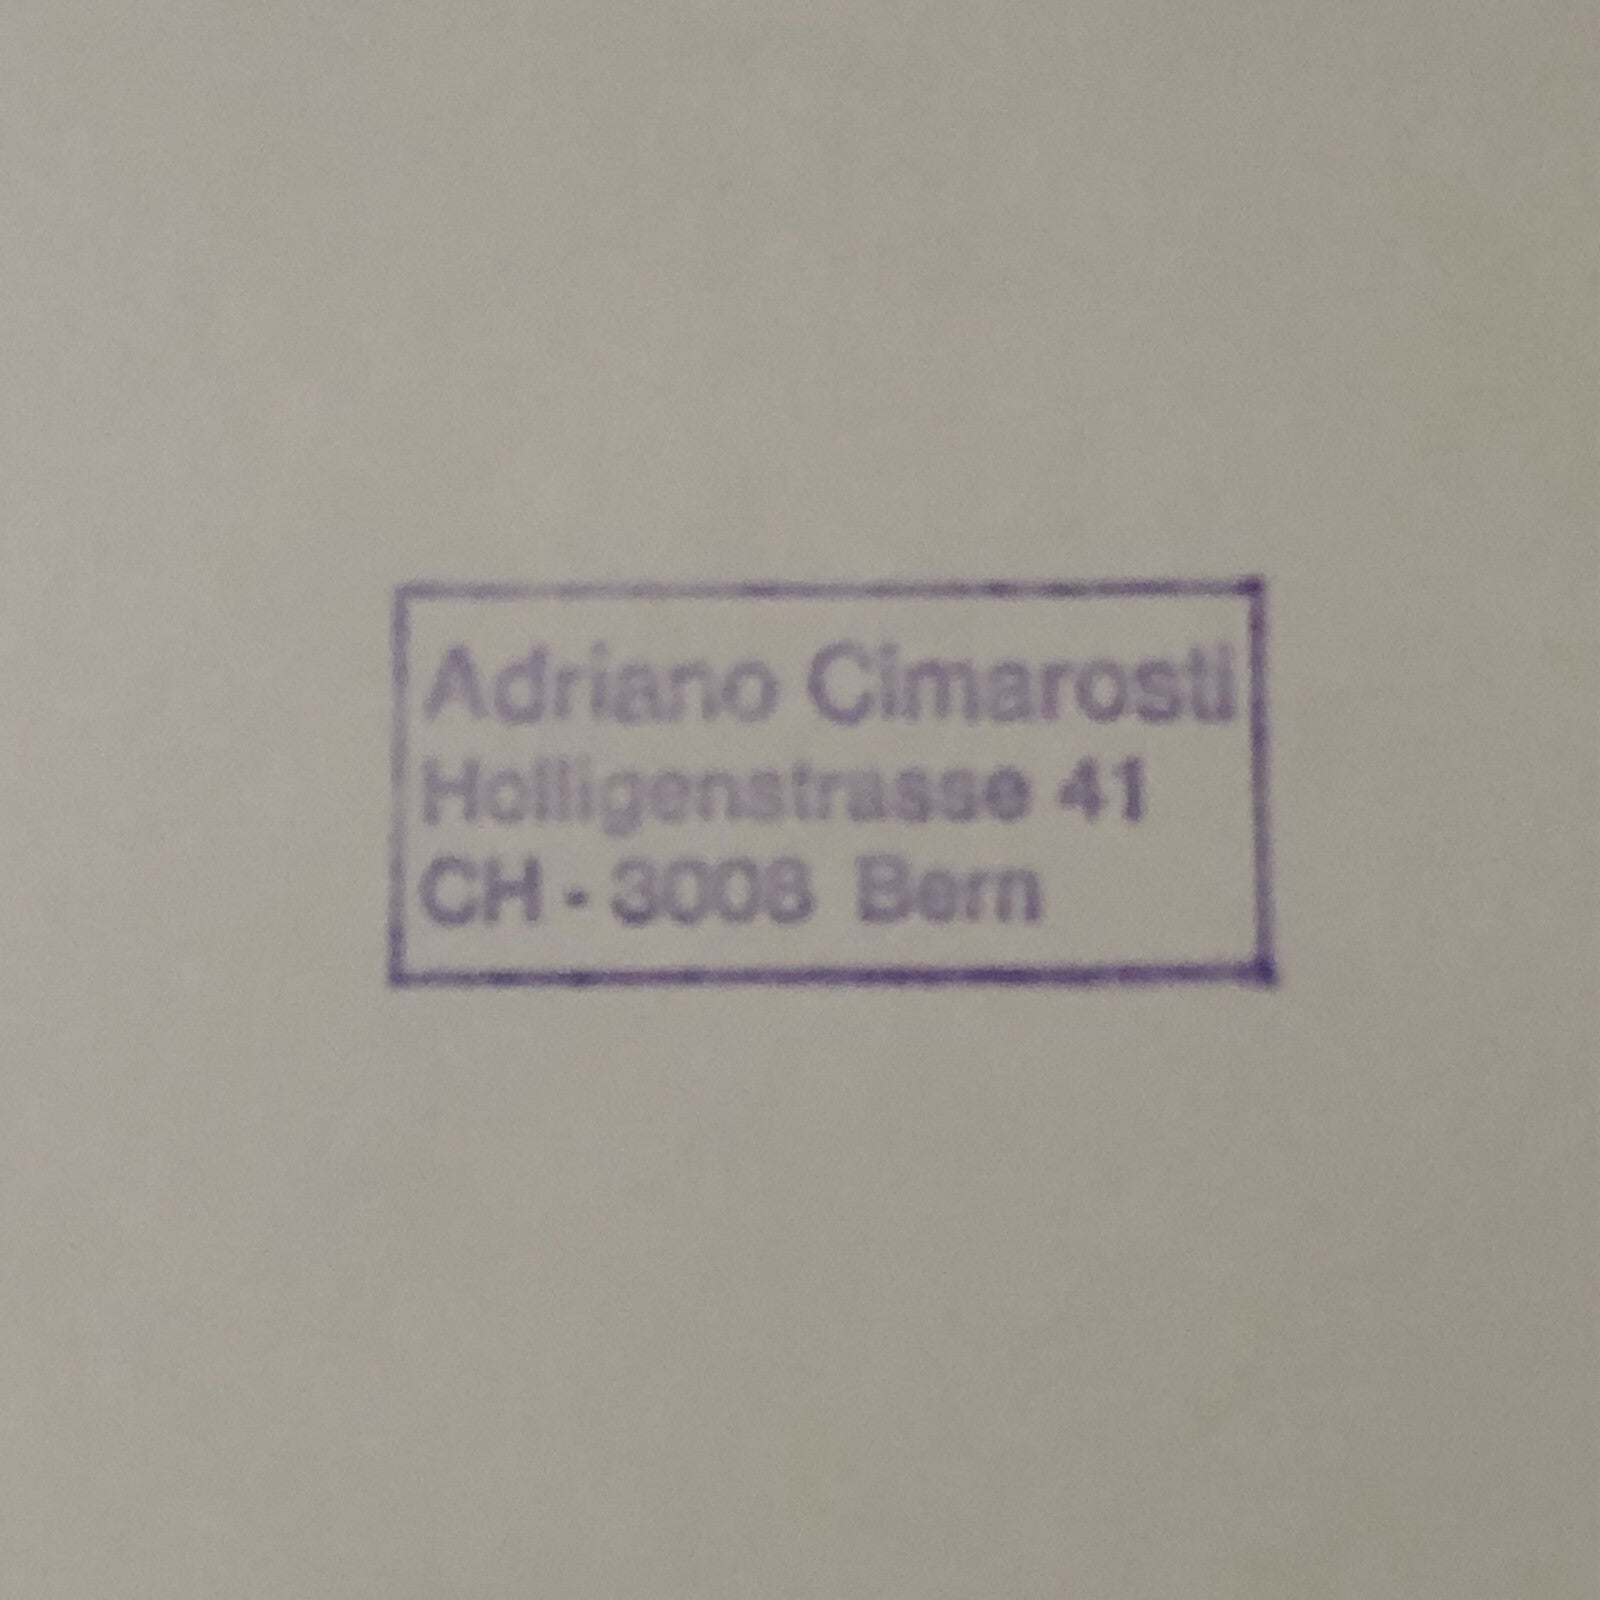 Adriano Cimarosti
Holligenstrasse 41
CH - 3008 Bern